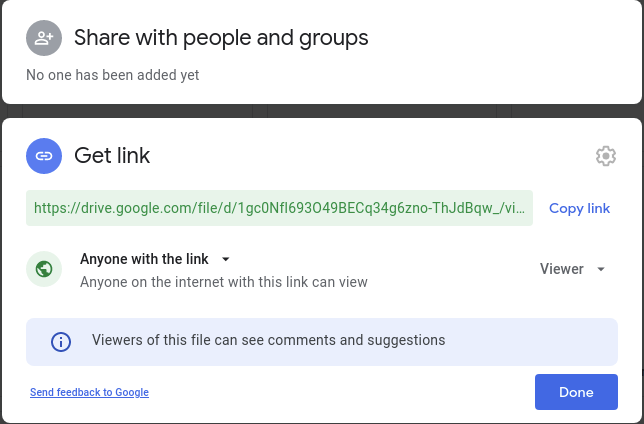 Share with people and groups
No one has been added yet
Get link
https://drive.google.com/file/d/1gc0NfI693O49BECq34g6zno-ThJdBqw_/vi...
Copy link
Anyone with the link
Anyone on the internet with this link can view
Viewer
Viewers of this file can see comments and suggestions
Send feedback to Google
Done